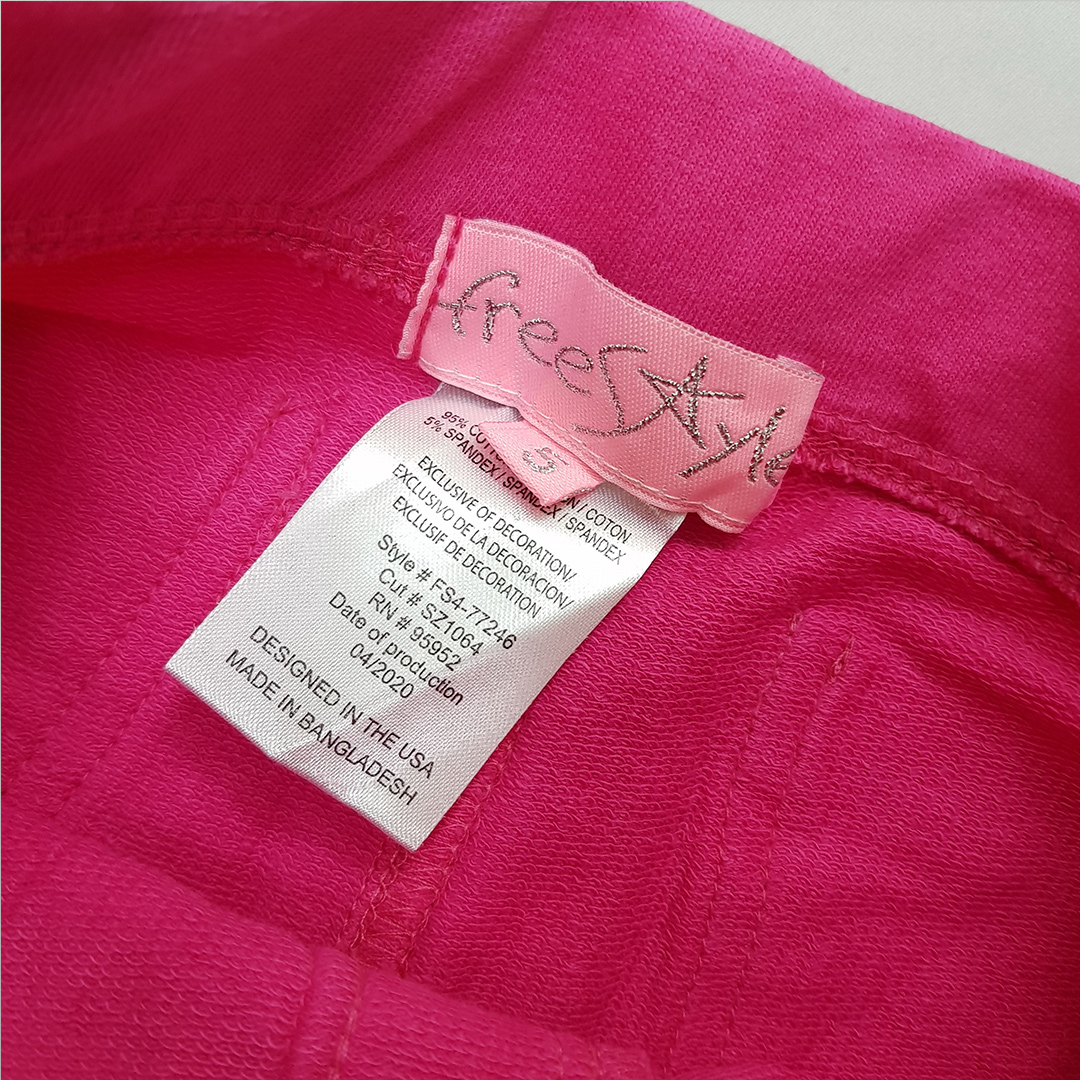 freeStyle
5
95% COTTON / COTON
5% SPANDEX / SPANDEX / SPANDEX
EXCLUSIVE OF DECORATION/
EXCLUSIVO DE LA DECORACION/
EXCLUSIF DE DECORATION
Style # FS4-77246
Cut # SZ1064
RN # 95952
Date of production
04/2020
DESIGNED IN THE USA
MADE IN BANGLADESH